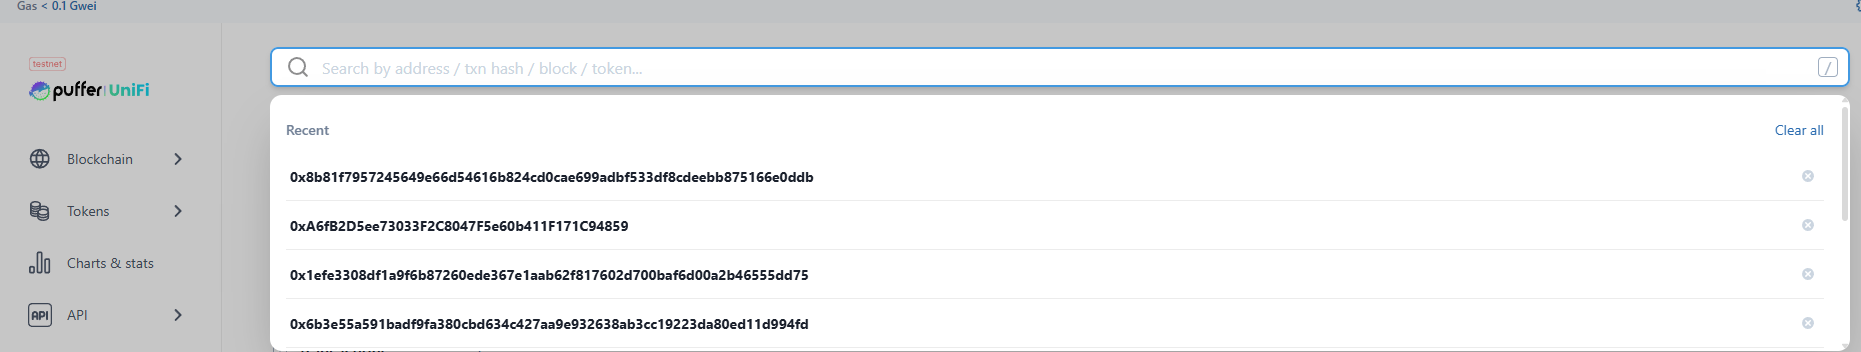 Gas < 0.1 Gwei
testnet
puffer UniFi
Search by address / txn hash / block / token...
/
Recent
Clear all
Blockchain
0x8b81f7957245649e66d54616b824cd0cae699adbf533df8cdeebb875166e0ddb
Tokens
0xA6fB2D5ee73033F2C8047F5e60b411F171C94859
Charts & stats
0x1efe3308df1a9f6b87260ede367e1aab62f817602d700baf6d00a2b46555dd75
API API
0x6b3e55a591badf9fa380cbd634c427aa9e932638ab3cc19223da80ed11d994fd